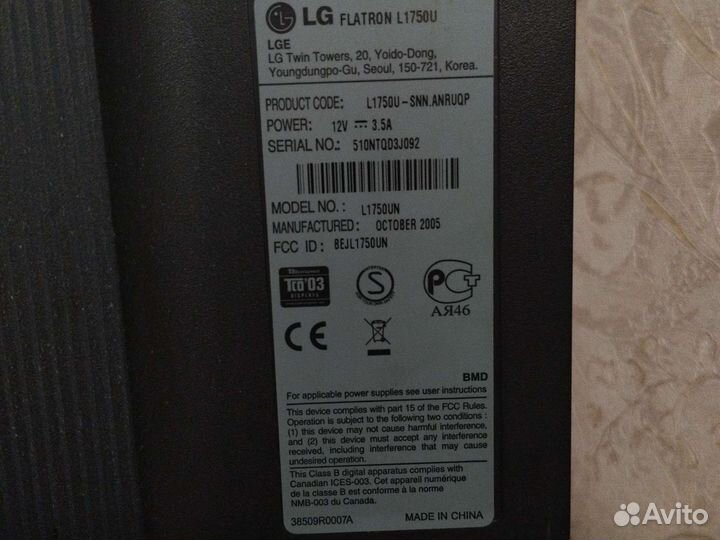 LG FLATRON L1750U
LGE
LG Twin Towers, 20, Yoido-Dong,
Youngdungpo-Gu, Seoul, 150-721, Korea.
PRODUCT CODE: L1750U-SNN.ANRUQP
POWER: 12V ⎓ 3.5A
SERIAL NO.: 510NTQD3J092
MODEL NO. : L1750UN
MANUFACTURED: OCTOBER 2005
FCC ID : BEJL1750UN
TCO'03
DISPLAYS
S
РСТ
АЯ46
CE
BMD
For applicable power supplies see user instructions
This device complies with part 15 of the FCC Rules.
Operation is subject to the following two conditions :
(1) this device may not cause harmful interference,
and (2) this device must accept any interference
received, including interference that may cause
undesired operation.
This Class B digital apparatus complies with
Canadian ICES-003. Cet appareil numérique
de la classe B est conforme à la norme
NMB-003 du Canada.
38509R0007A MADE IN CHINA
Avito